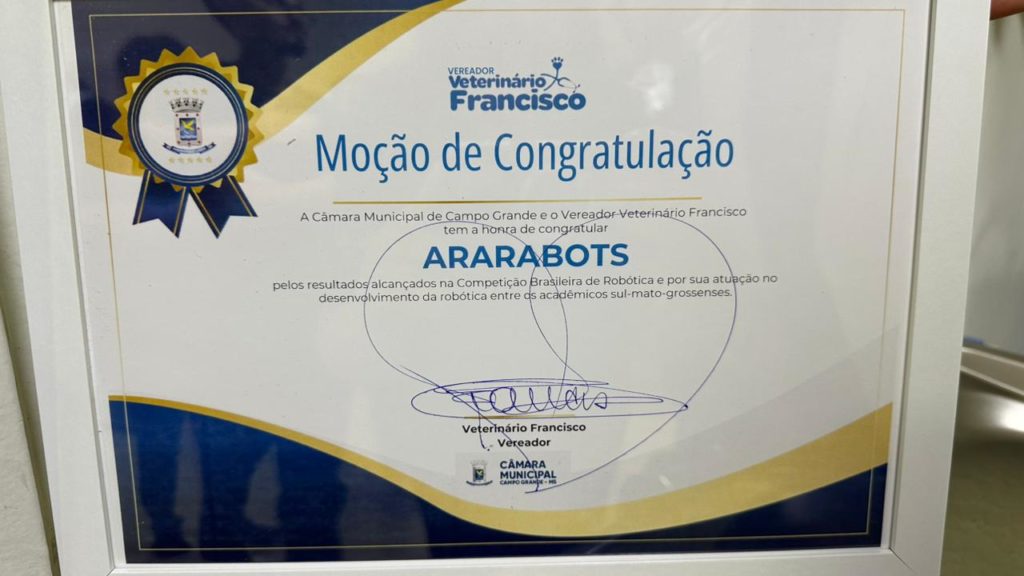 VEREADOR
Veterinário
Francisco
Moção de Congratulação
A Câmara Municipal de Campo Grande e o Vereador Veterinário Francisco
tem a honra de congratular
ARARABOTS
pelos resultados alcançados na Competição Brasileira de Robótica e por sua atuação no
desenvolvimento da robótica entre os acadêmicos sul-mato-grossenses.
Veterinário Francisco
Vereador
CÂMARA
MUNICIPAL
CAMPO GRANDE - MS